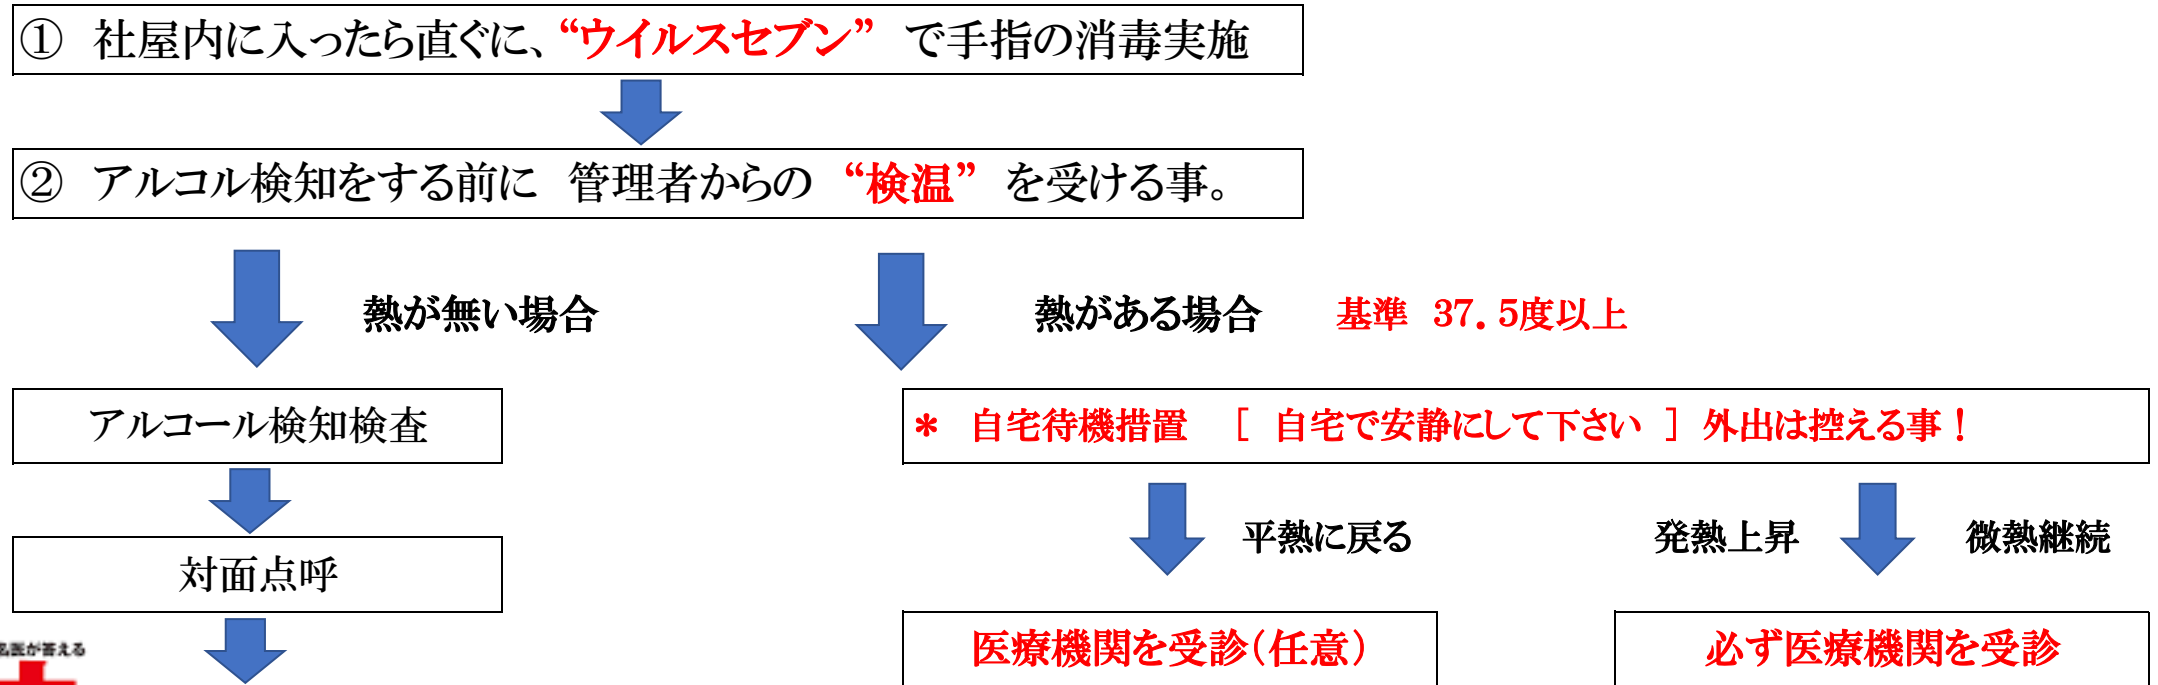 ① 社屋内に入ったら直ぐに、“ウイルスセブン” で手指の消毒実施
② アルコル検知をする前に 管理者からの “検温” を受ける事。
熱が無い場合
熱がある場合 基準 37．5度以上
アルコール検知検査
＊ 自宅待機措置 ［ 自宅で安静にして下さい ］ 外出は控える事！
平熱に戻る
発熱上昇
微熱継続
対面点呼
医療機関を受診（任意）
必ず医療機関を受診
名医が答える